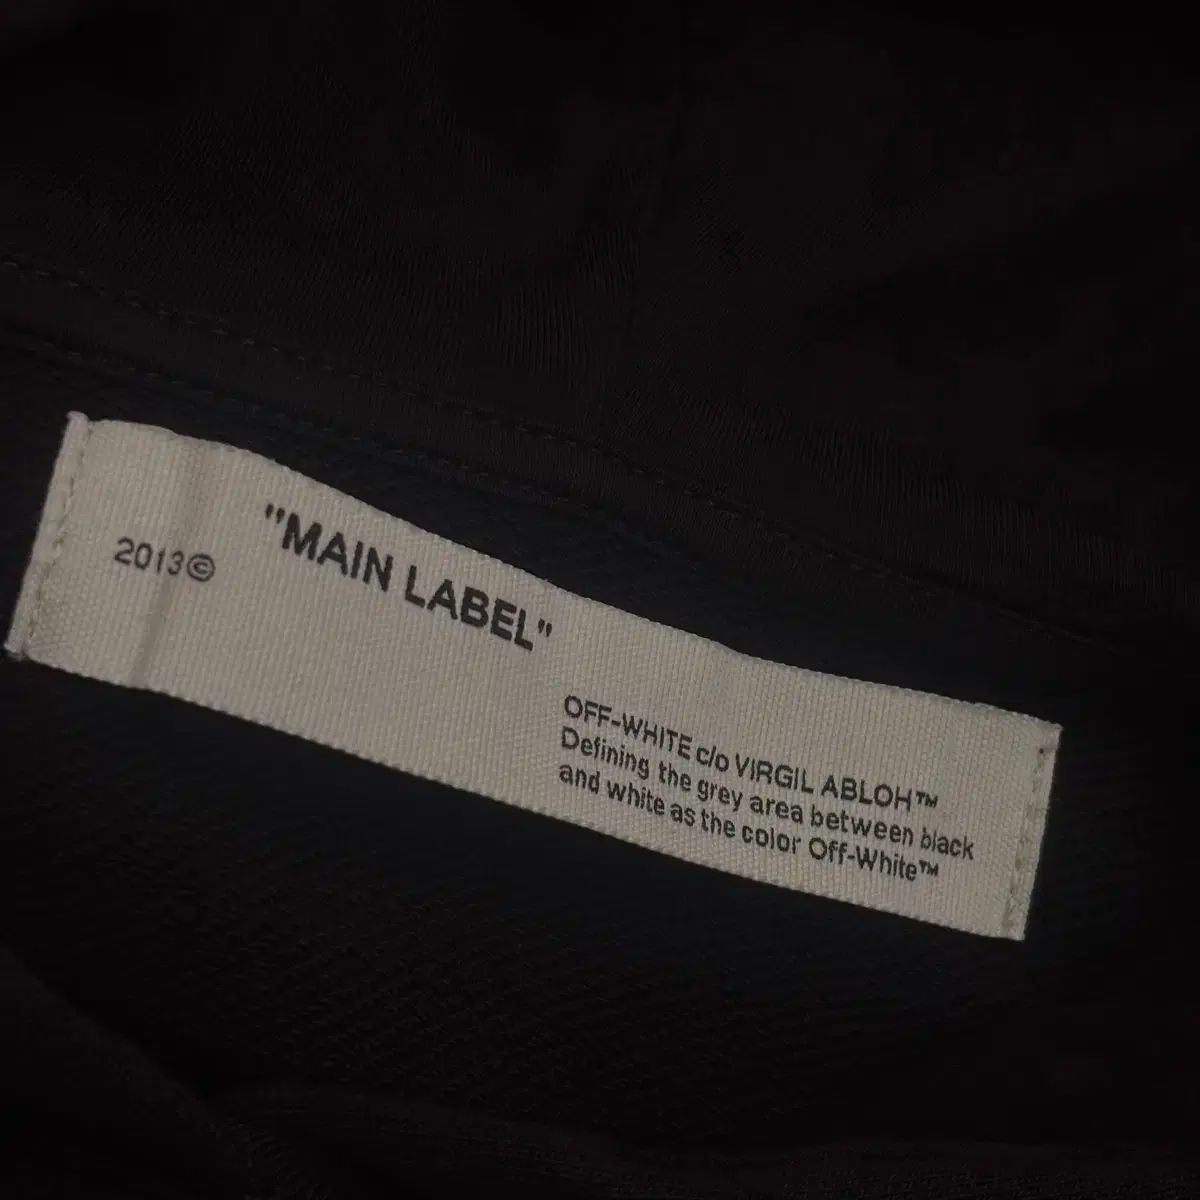 2013©
"MAIN LABEL"
OFF-WHITE c/o VIRGIL ABLOH™
Defining the grey area between black
and white as the color Off-White™